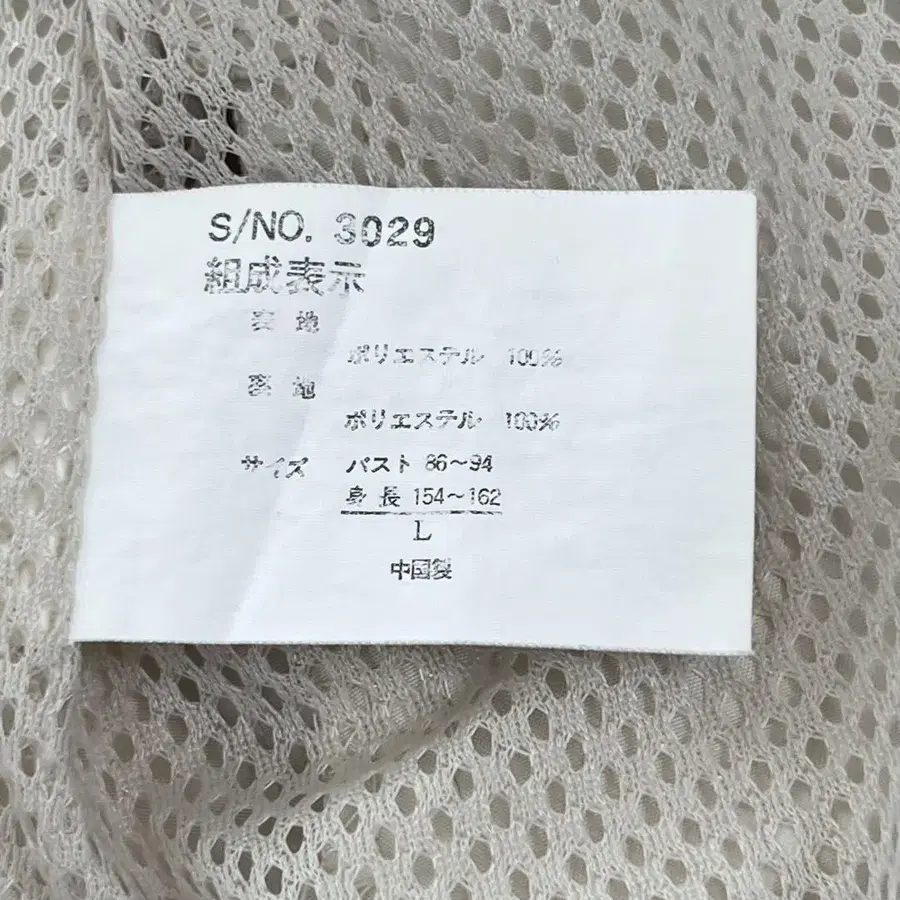 S/NO. 3029
組成表示
表 地
ポリエステル 100%
裏 地
ポリエステル 100%
サイズ バスト 86〜94
身長 154〜162
L
中国製